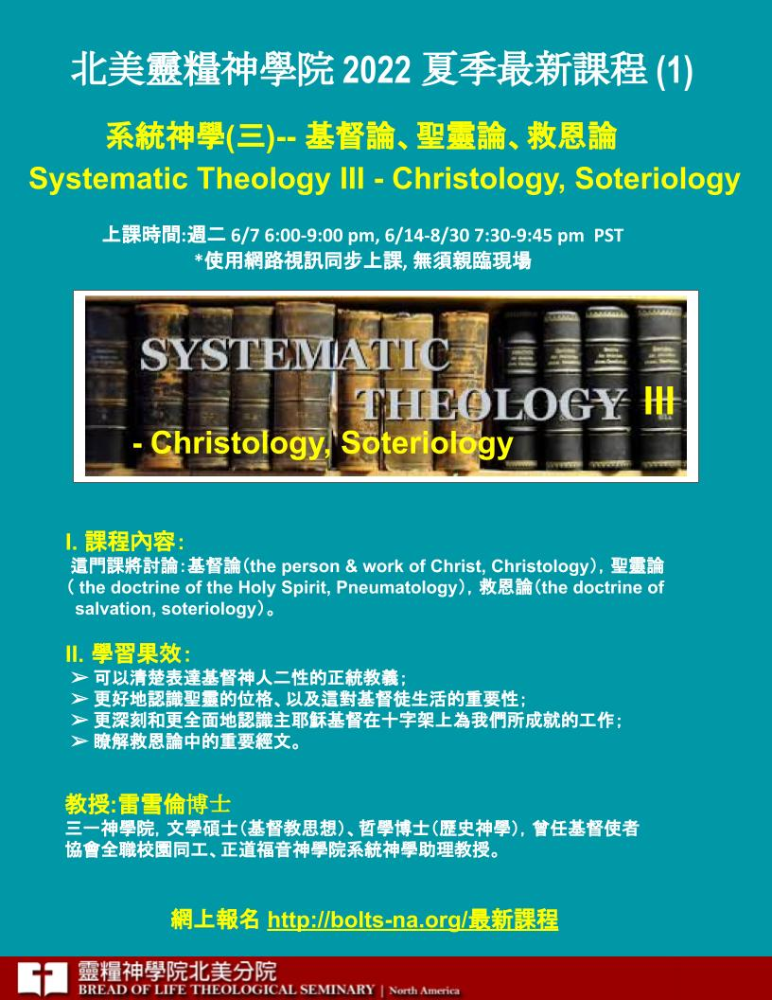 北美靈糧神學院 2022 夏季最新課程 (1)
系統神學(三)-- 基督論、聖靈論、救恩論
Systematic Theology III - Christology, Soteriology
上課時間:週二 6/7 6:00-9:00 pm, 6/14-8/30 7:30-9:45 pm PST
*使用網路視訊同步上課, 無須親臨現場
SYSTEMATIC
THEOLOGY III
- Christology, Soteriology
I. 課程內容：
這門課將討論：基督論（the person & work of Christ, Christology），聖靈論
（ the doctrine of the Holy Spirit, Pneumatology），救恩論（the doctrine of
salvation, soteriology）。
II. 學習果效：
➢ 可以清楚表達基督神人二性的正統教義；
➢ 更好地認識聖靈的位格、以及這對基督徒生活的重要性；
➢ 更深刻和更全面地認識主耶穌基督在十字架上為我們所成就的工作；
➢ 瞭解救恩論中的重要經文。
教授:雷雪倫博士
三一神學院，文學碩士（基督教思想）、哲學博士（歷史神學），曾任基督使者
協會全職校園同工、正道福音神學院系統神學助理教授。
網上報名 http://bolts-na.org/最新課程
靈糧神學院北美分院
BREAD OF LIFE THEOLOGICAL SEMINARY | North America